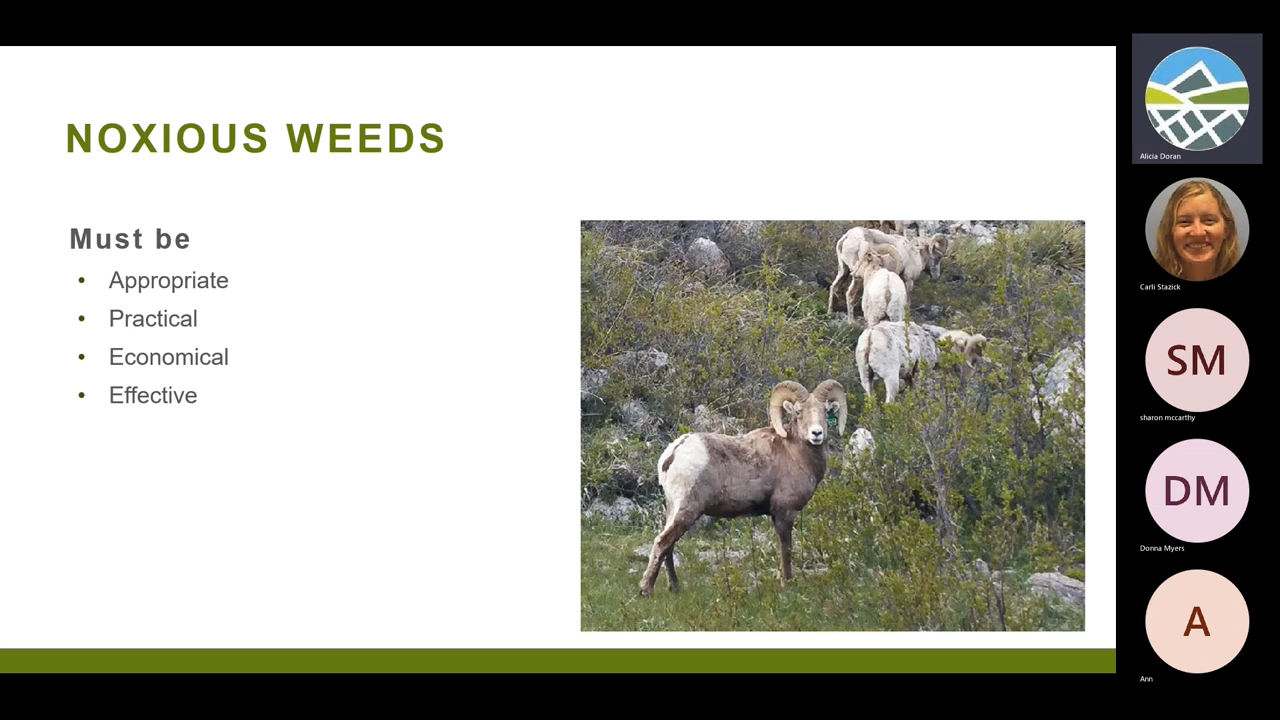 NOXIOUS WEEDS
Must be
• Appropriate
• Practical
• Economical
• Effective
Alicia Doran
Carli Stazick
SM
sharon mccarthy
DM
Donna Myers
A
Ann